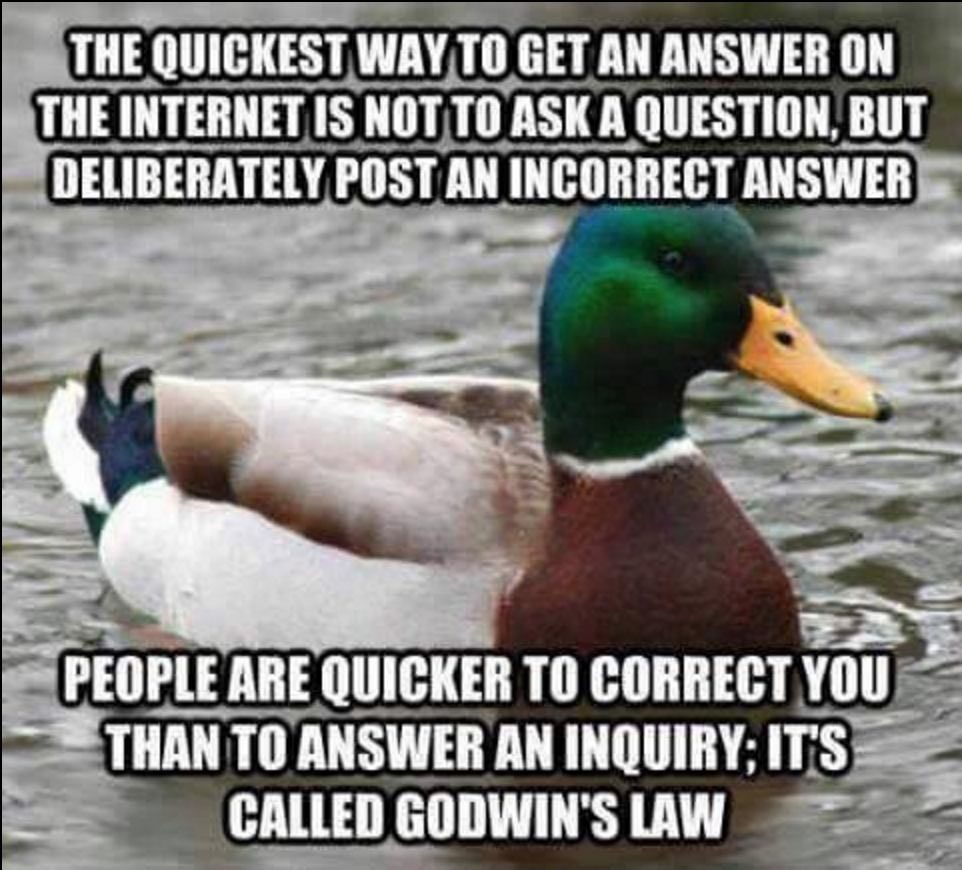 THE QUICKEST WAY TO GET AN ANSWER ON
THE INTERNET IS NOT TO ASK A QUESTION, BUT
DELIBERATELY POST AN INCORRECT ANSWER
PEOPLE ARE QUICKER TO CORRECT YOU
THAN TO ANSWER AN INQUIRY; IT'S
CALLED GODWIN'S LAW